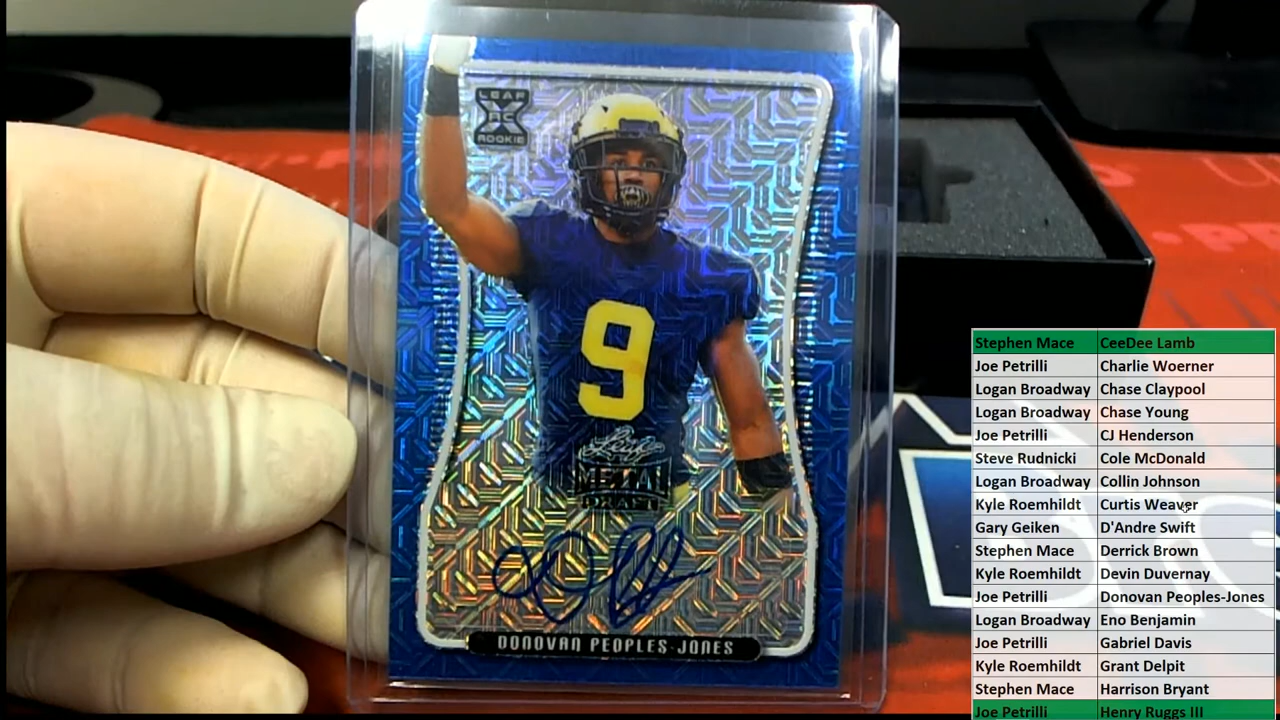 LEAF
RC
ROOKIE
9
Leaf
METAL
DRAFT
DONOVAN PEOPLES-JONES
Stephen Mace CeeDee Lamb
Joe Petrilli Charlie Woerner
Logan Broadway Chase Claypool
Logan Broadway Chase Young
Joe Petrilli CJ Henderson
Steve Rudnicki Cole McDonald
Logan Broadway Collin Johnson
Kyle Roemhildt Curtis Weaver
Gary Geiken D'Andre Swift
Stephen Mace Derrick Brown
Kyle Roemhildt Devin Duvernay
Joe Petrilli Donovan Peoples-Jones
Logan Broadway Eno Benjamin
Joe Petrilli Gabriel Davis
Kyle Roemhildt Grant Delpit
Stephen Mace Harrison Bryant
Joe Petrilli Henry Ruggs III